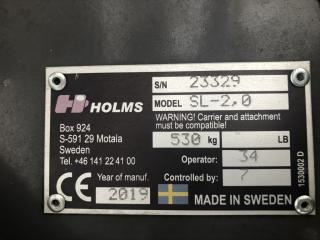 HOLMS
Box 924
S-591 29 Motala
Sweden
Tel. +46 141 22 41 00
CE
Year of manuf.
2019
S/N 23329
MODEL SL-2.0
WARNING! Carrier and attachment
must be compatible!
530 kg LB
Operator: 34
Controlled by: 7
MADE IN SWEDEN
1530002 D